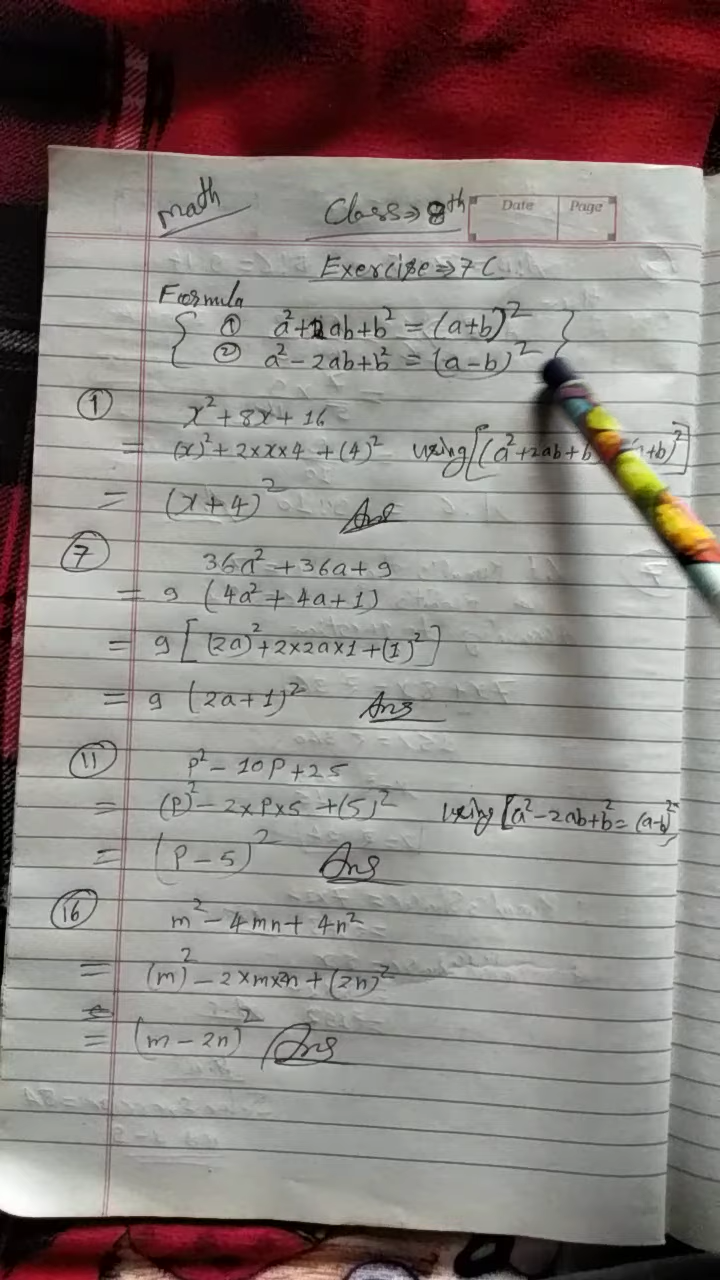 math
Class ⇒ 8th
Date Page
Exercise ⇒ 7C
Formula
① a²+2ab+b² = (a+b)²
② a²-2ab+b² = (a-b)²
① x²+8x+16
= (x)²+2×x×4+(4)² using[(a²+2ab+b +b)²]
= (x+4)² Ans
⑦ 36a²+36a+9
= 9 (4a²+4a+1)
= 9 [(2a)²+2×2a×1+(1)²]
= 9 (2a+1)² Ans
⑪ p²-10p+25
= (p)²-2×p×5+(5)² using [a²-2ab+b²=(a-b)²]
= (p-5)² Ans
⑯ m²-4mn+4n²
= (m)²-2×m×2n+(2n)²
= (m-2n)² Ans